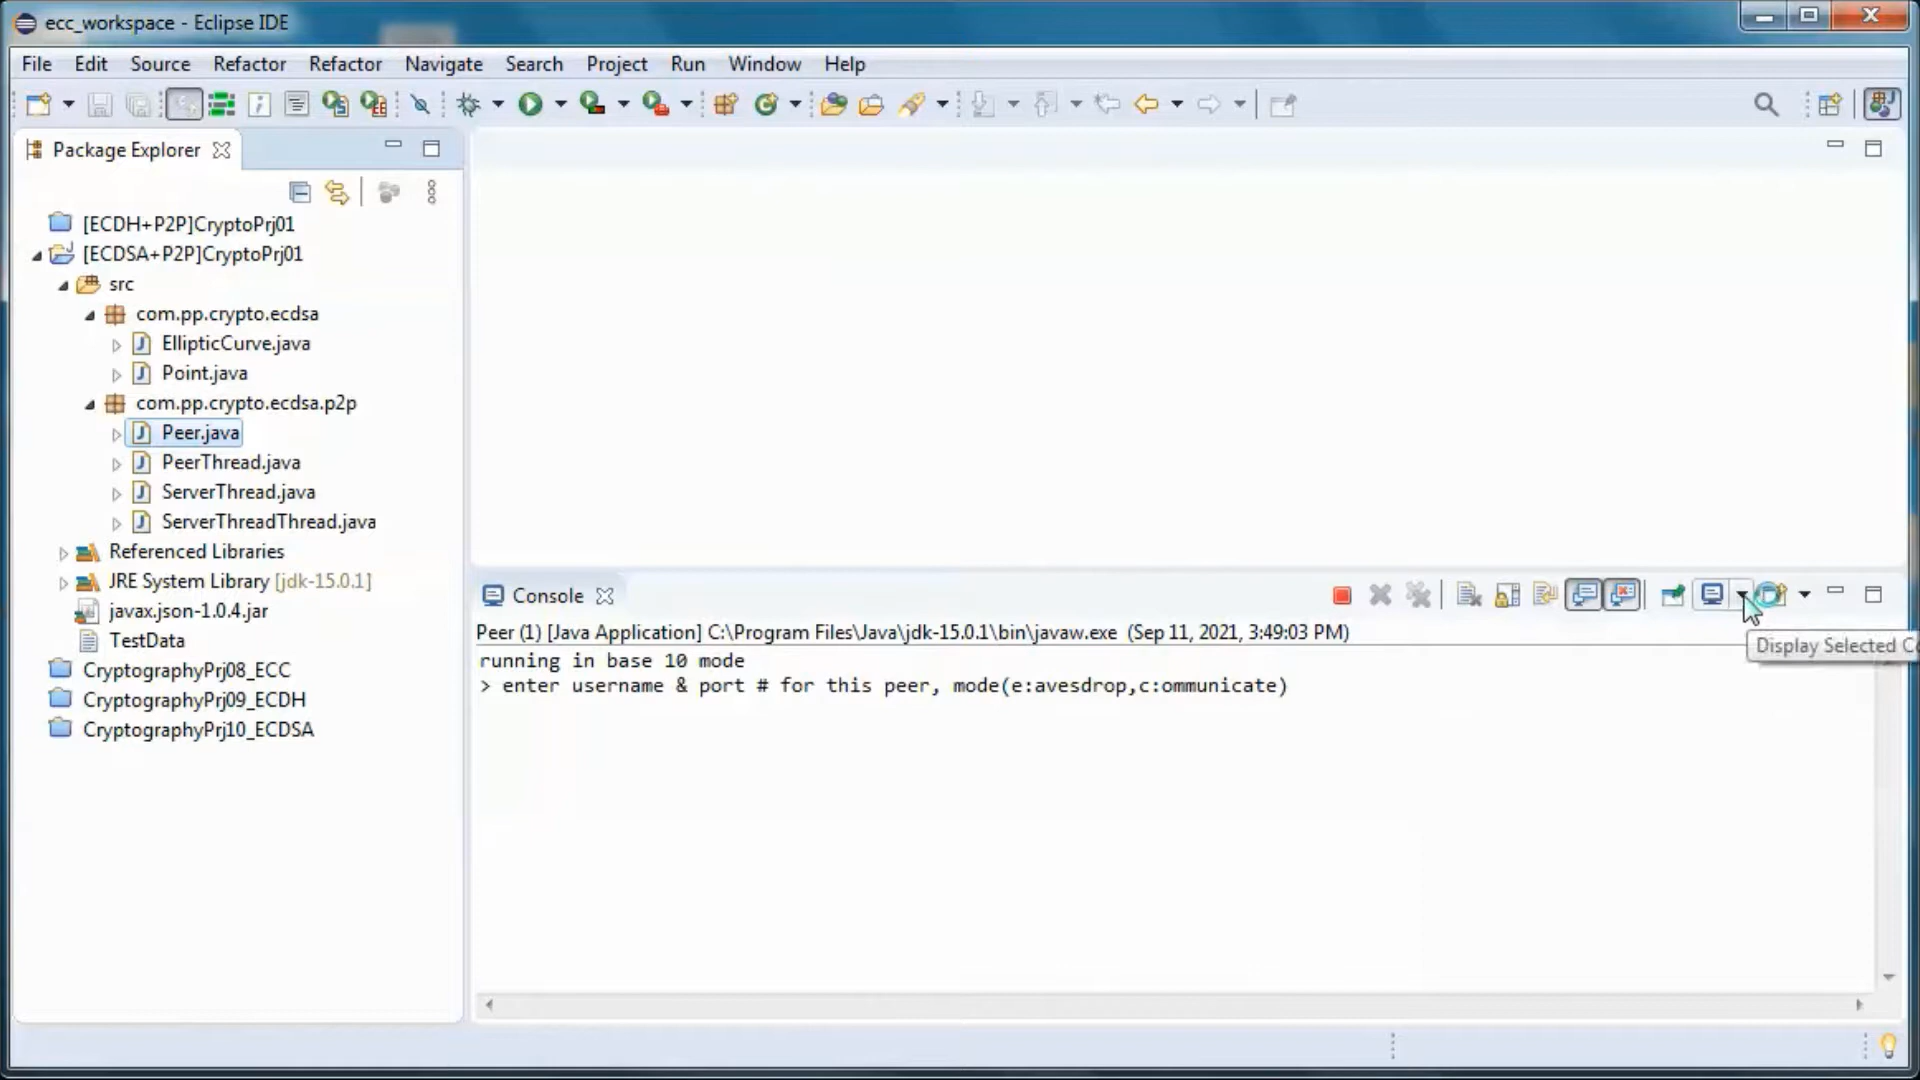 ecc_workspace - Eclipse IDE
File Edit Source Refactor Refactor Navigate Search Project Run Window Help
Package Explorer
[ECDH+P2P]CryptoPrj01
[ECDSA+P2P]CryptoPrj01
src
com.pp.crypto.ecdsa
EllipticCurve.java
Point.java
com.pp.crypto.ecdsa.p2p
Peer.java
PeerThread.java
ServerThread.java
ServerThreadThread.java
Referenced Libraries
JRE System Library [jdk-15.0.1]
javax.json-1.0.4.jar
TestData
CryptographyPrj08_ECC
CryptographyPrj09_ECDH
CryptographyPrj10_ECDSA
Console
Peer (1) [Java Application] C:\Program Files\Java\jdk-15.0.1\bin\javaw.exe (Sep 11, 2021, 3:49:03 PM)
Display Selected Co
running in base 10 mode
> enter username & port # for this peer, mode(e:avesdrop,c:ommunicate)